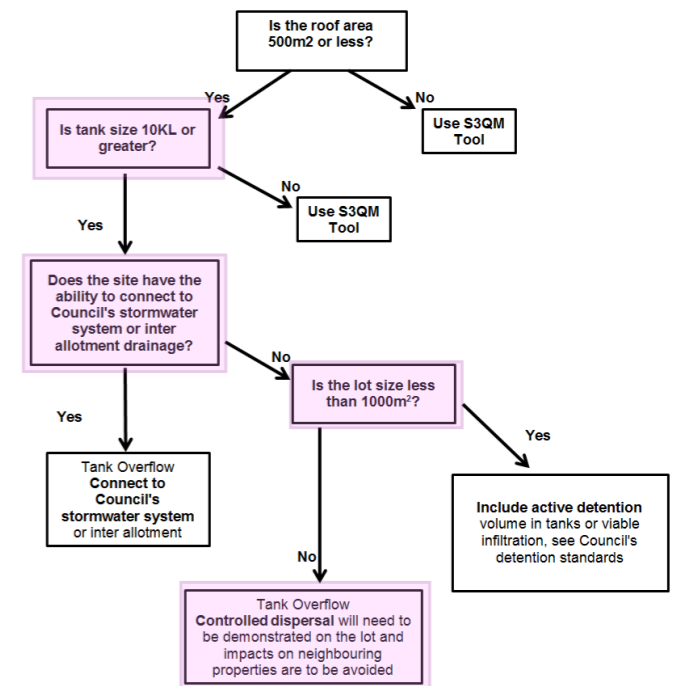 Is the roof area
500m2 or less?
Yes
No
Is tank size 10KL or
greater?
Use S3QM
Tool
No
Use S3QM
Tool
Yes
Does the site have the
ability to connect to
Council's stormwater
system or inter
allotment drainage?
No
Is the lot size less
than 1000m²?
Yes
Yes
Tank Overflow
Connect to
Council's
stormwater system
or inter allotment
Include active detention
volume in tanks or viable
infiltration, see Council's
detention standards
No
Tank Overflow
Controlled dispersal will need to
be demonstrated on the lot and
impacts on neighbouring
properties are to be avoided